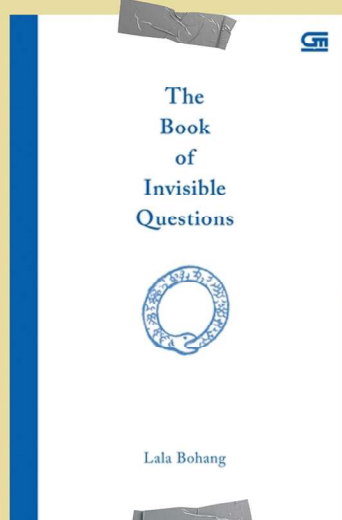 The
Book
of
Invisible
Questions
Lala Bohang